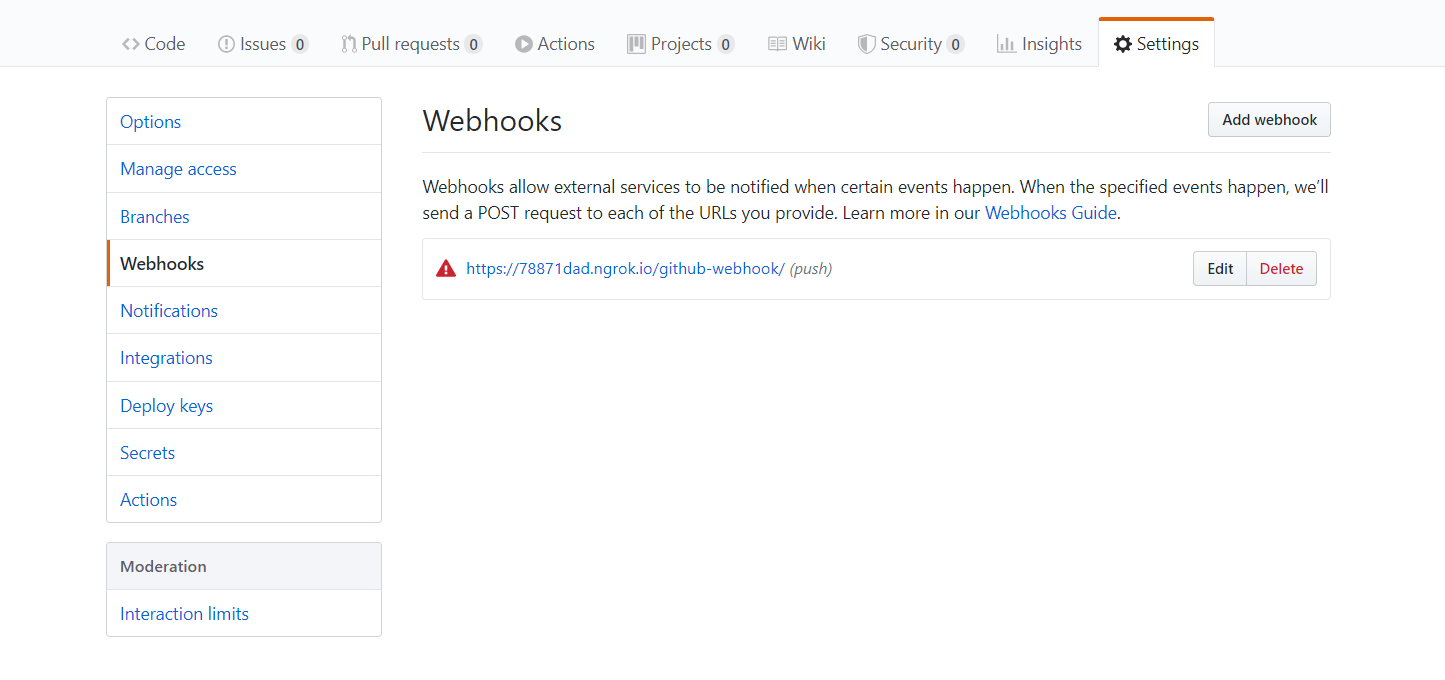 Code Issues 0 Pull requests 0 Actions Projects 0 Wiki Security 0 Insights Settings
Options
Manage access
Branches
Webhooks
Notifications
Integrations
Deploy keys
Secrets
Actions
Moderation
Interaction limits
Webhooks
Add webhook
Webhooks allow external services to be notified when certain events happen. When the specified events happen, we’ll
send a POST request to each of the URLs you provide. Learn more in our Webhooks Guide.
https://78871dad.ngrok.io/github-webhook/ (push)
Edit Delete